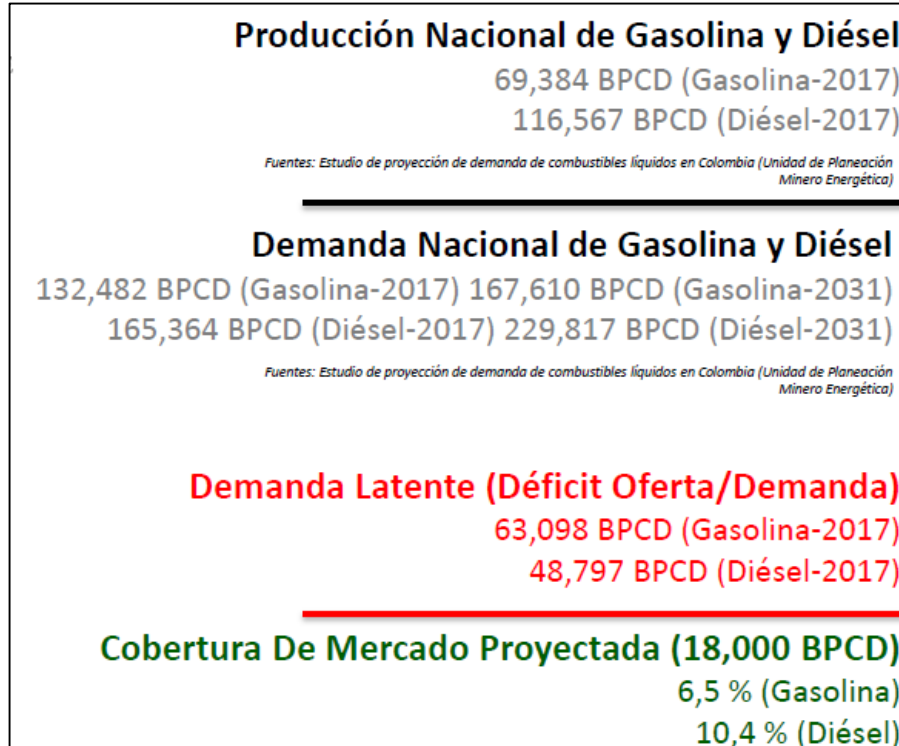 Producción Nacional de Gasolina y Diésel
69,384 BPCD (Gasolina-2017)
116,567 BPCD (Diésel-2017)
Fuentes: Estudio de proyección de demanda de combustibles líquidos en Colombia (Unidad de Planeación
Minero Energética)
Demanda Nacional de Gasolina y Diésel
132,482 BPCD (Gasolina-2017) 167,610 BPCD (Gasolina-2031)
165,364 BPCD (Diésel-2017) 229,817 BPCD (Diésel-2031)
Fuentes: Estudio de proyección de demanda de combustibles líquidos en Colombia (Unidad de Planeación
Minero Energética)
Demanda Latente (Déficit Oferta/Demanda)
63,098 BPCD (Gasolina-2017)
48,797 BPCD (Diésel-2017)
Cobertura De Mercado Proyectada (18,000 BPCD)
6,5 % (Gasolina)
10,4 % (Diésel)